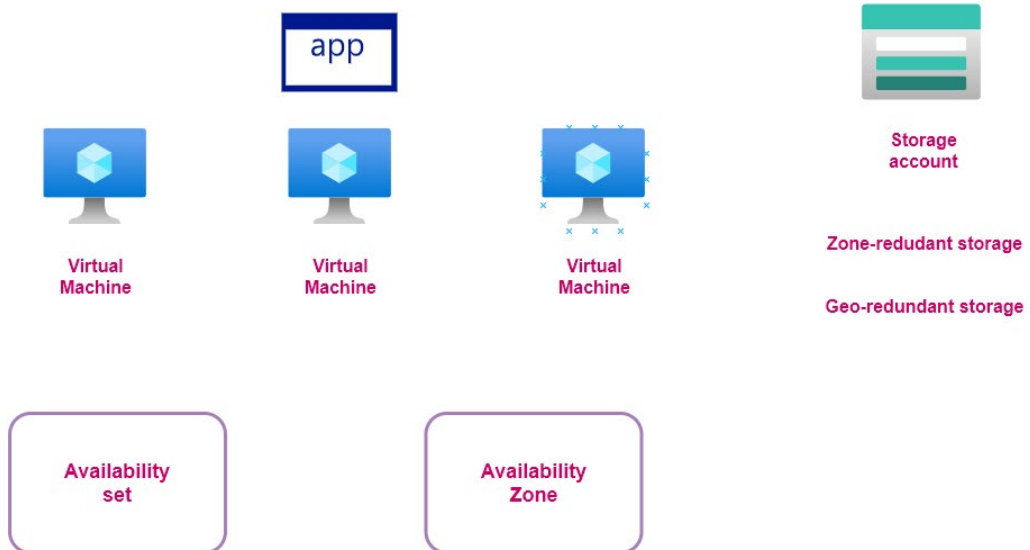 app
Storage
account
Virtual
Machine
Virtual
Machine
Virtual
Machine
Zone-redudant storage
Geo-redundant storage
Availability
set
Availability
Zone